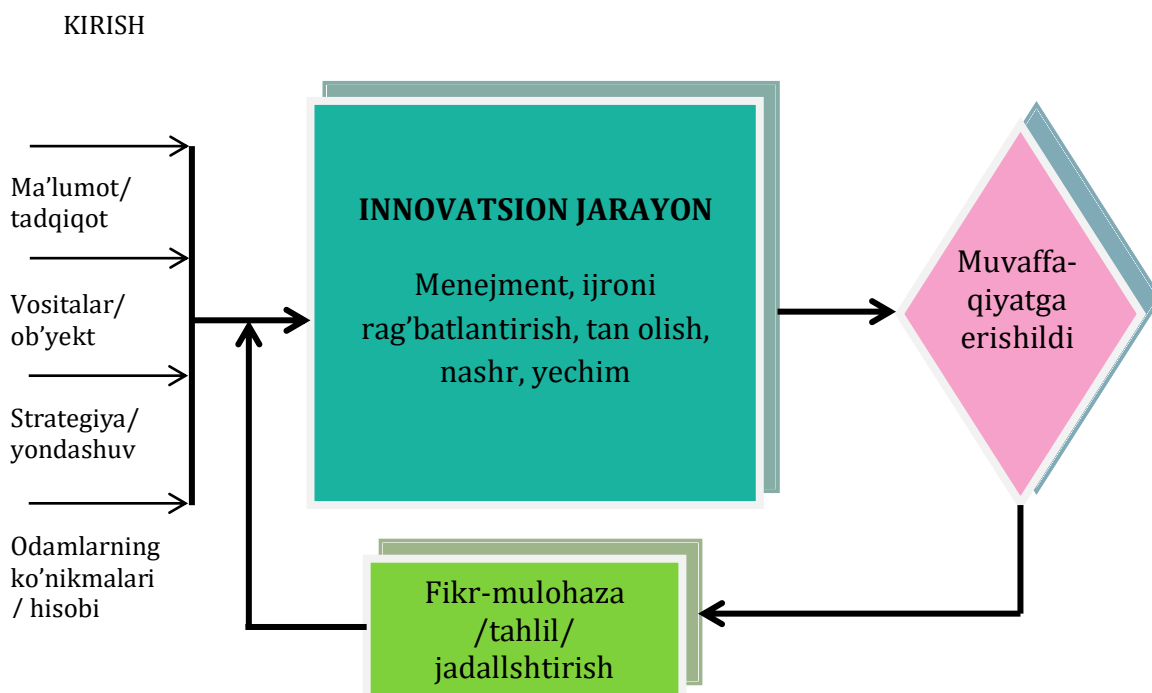 KIRISH
Ma’lumot/
tadqiqot
Vositalar/
ob’yekt
Strategiya/
yondashuv
Odamlarning
ko’nikmalari
/ hisobi
INNOVATSION JARAYON
Menejment, ijroni
rag’batlantirish, tan olish,
nashr, yechim
Muvaffa-
qiyatga
erishildi
Fikr-mulohaza
/tahlil/
jadallshtirish